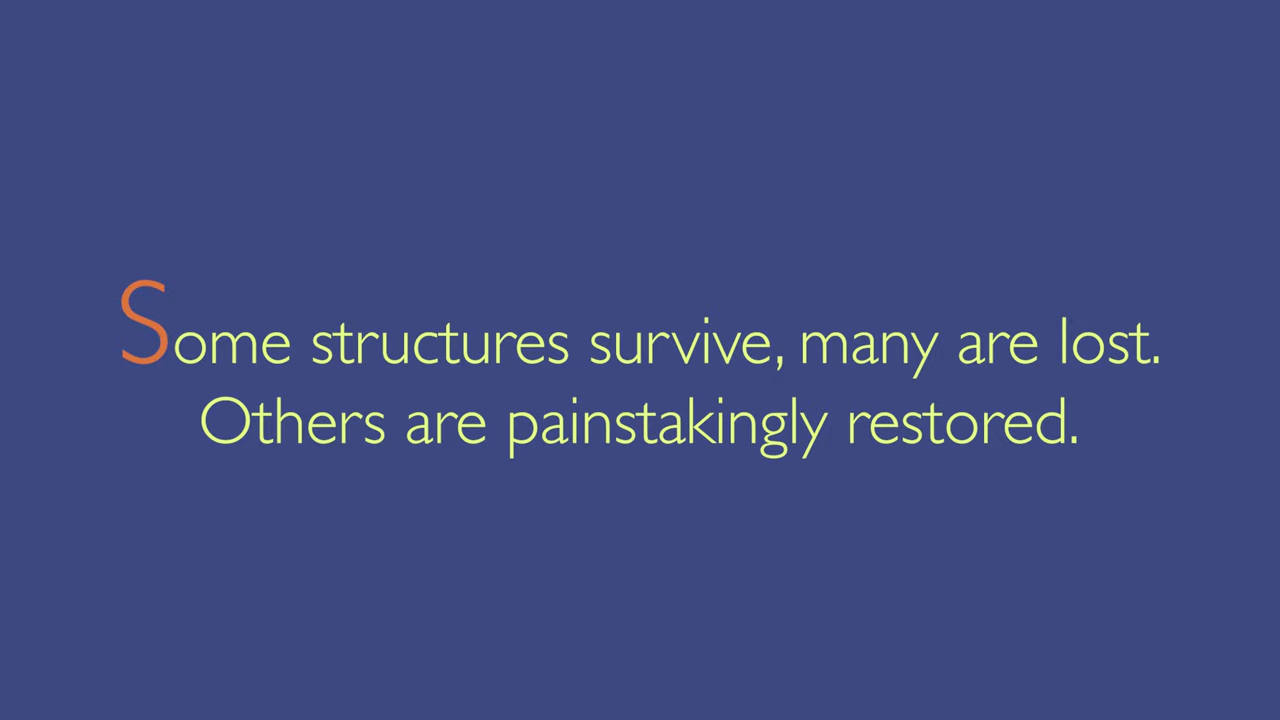 Some structures survive, many are lost.
Others are painstakingly restored.